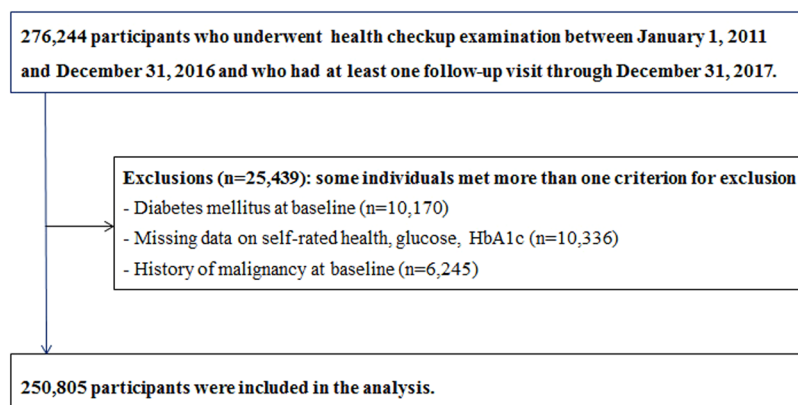 276,244 participants who underwent health checkup examination between January 1, 2011
and December 31, 2016 and who had at least one follow-up visit through December 31, 2017.
Exclusions (n=25,439): some individuals met more than one criterion for exclusion
- Diabetes mellitus at baseline (n=10,170)
- Missing data on self-rated health, glucose, HbA1c (n=10,336)
- History of malignancy at baseline (n=6,245)
250,805 participants were included in the analysis.